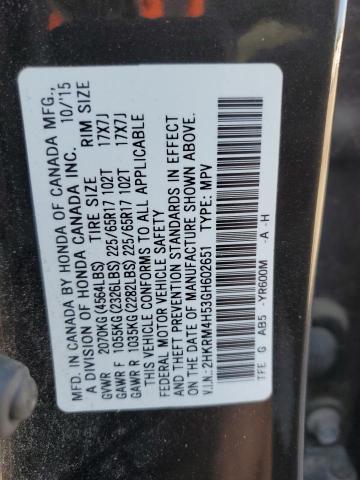 MFD. IN CANADA BY HONDA OF CANADA MFG.,
A DIVISION OF HONDA CANADA INC. 10/'15
TIRE SIZE RIM SIZE
GVWR 2070KG(4564LBS)
GAWR F 1055KG(2326LBS) 225/65R17 102T 17X7J
GAWR R 1035KG(2282LBS) 225/65R17 102T 17X7J
THIS VEHICLE CONFORMS TO ALL APPLICABLE
FEDERAL MOTOR VEHICLE SAFETY
AND THEFT PREVENTION STANDARDS IN EFFECT
ON THE DATE OF MANUFACTURE SHOWN ABOVE.
V.I.N.: 2HKRM4H53GH602651 TYPE: MPV
TFE G AB5 -YR600M -A -H